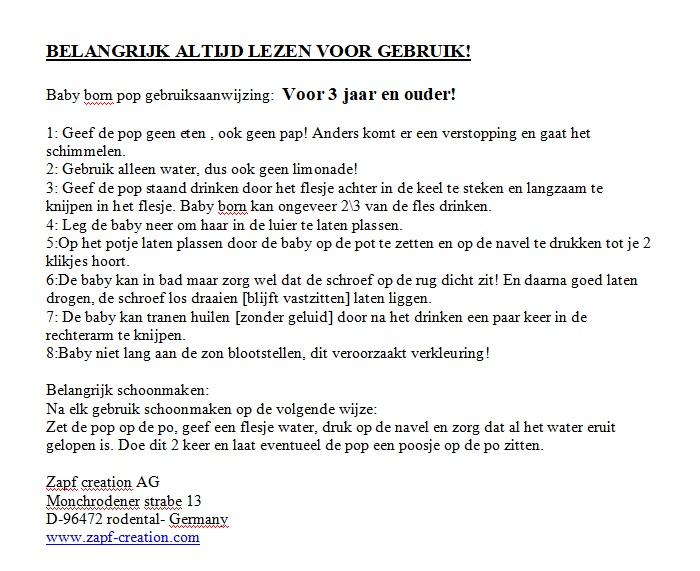 BELANGRIJK ALTIJD LEZEN VOOR GEBRUIK!
Baby born pop gebruiksaanwijzing: Voor 3 jaar en ouder!
1: Geef de pop geen eten , ook geen pap! Anders komt er een verstopping en gaat het
schimmelen.
2: Gebruik alleen water, dus ook geen limonade!
3: Geef de pop staand drinken door het flesje achter in de keel te steken en langzaam te
knijpen in het flesje. Baby born kan ongeveer 2\3 van de fles drinken.
4: Leg de baby neer om haar in de luier te laten plassen.
5:Op het potje laten plassen door de baby op de pot te zetten en op de navel te drukken tot je 2
klikjes hoort.
6:De baby kan in bad maar zorg wel dat de schroef op de rug dicht zit! En daarna goed laten
drogen, de schroef los draaien [blijft vastzitten] laten liggen.
7: De baby kan tranen huilen [zonder geluid] door na het drinken een paar keer in de
rechterarm te knijpen.
8:Baby niet lang aan de zon blootstellen, dit veroorzaakt verkleuring!
Belangrijk schoonmaken:
Na elk gebruik schoonmaken op de volgende wijze:
Zet de pop op de po, geef een flesje water, druk op de navel en zorg dat al het water eruit
gelopen is. Doe dit 2 keer en laat eventueel de pop een poosje op de po zitten.
Zapf creation AG
Monchrodener strabe 13
D-96472 rodental- Germany
www.zapf-creation.com